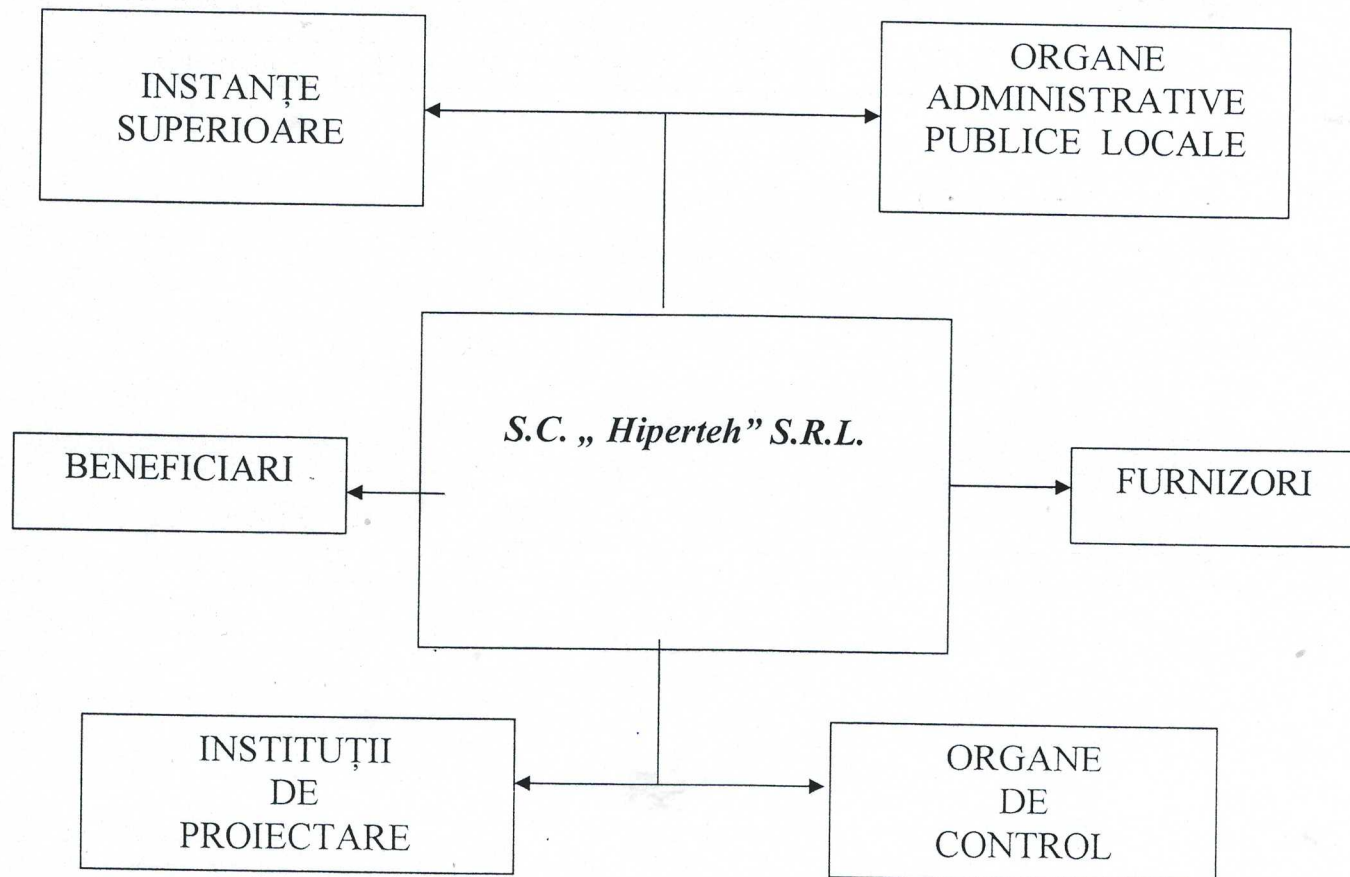 INSTANȚE
SUPERIOARE
ORGANE
ADMINISTRATIVE
PUBLICE LOCALE
S.C. „ Hiperteh” S.R.L.
BENEFICIARI
FURNIZORI
INSTITUȚII
DE
PROIECTARE
ORGANE
DE
CONTROL